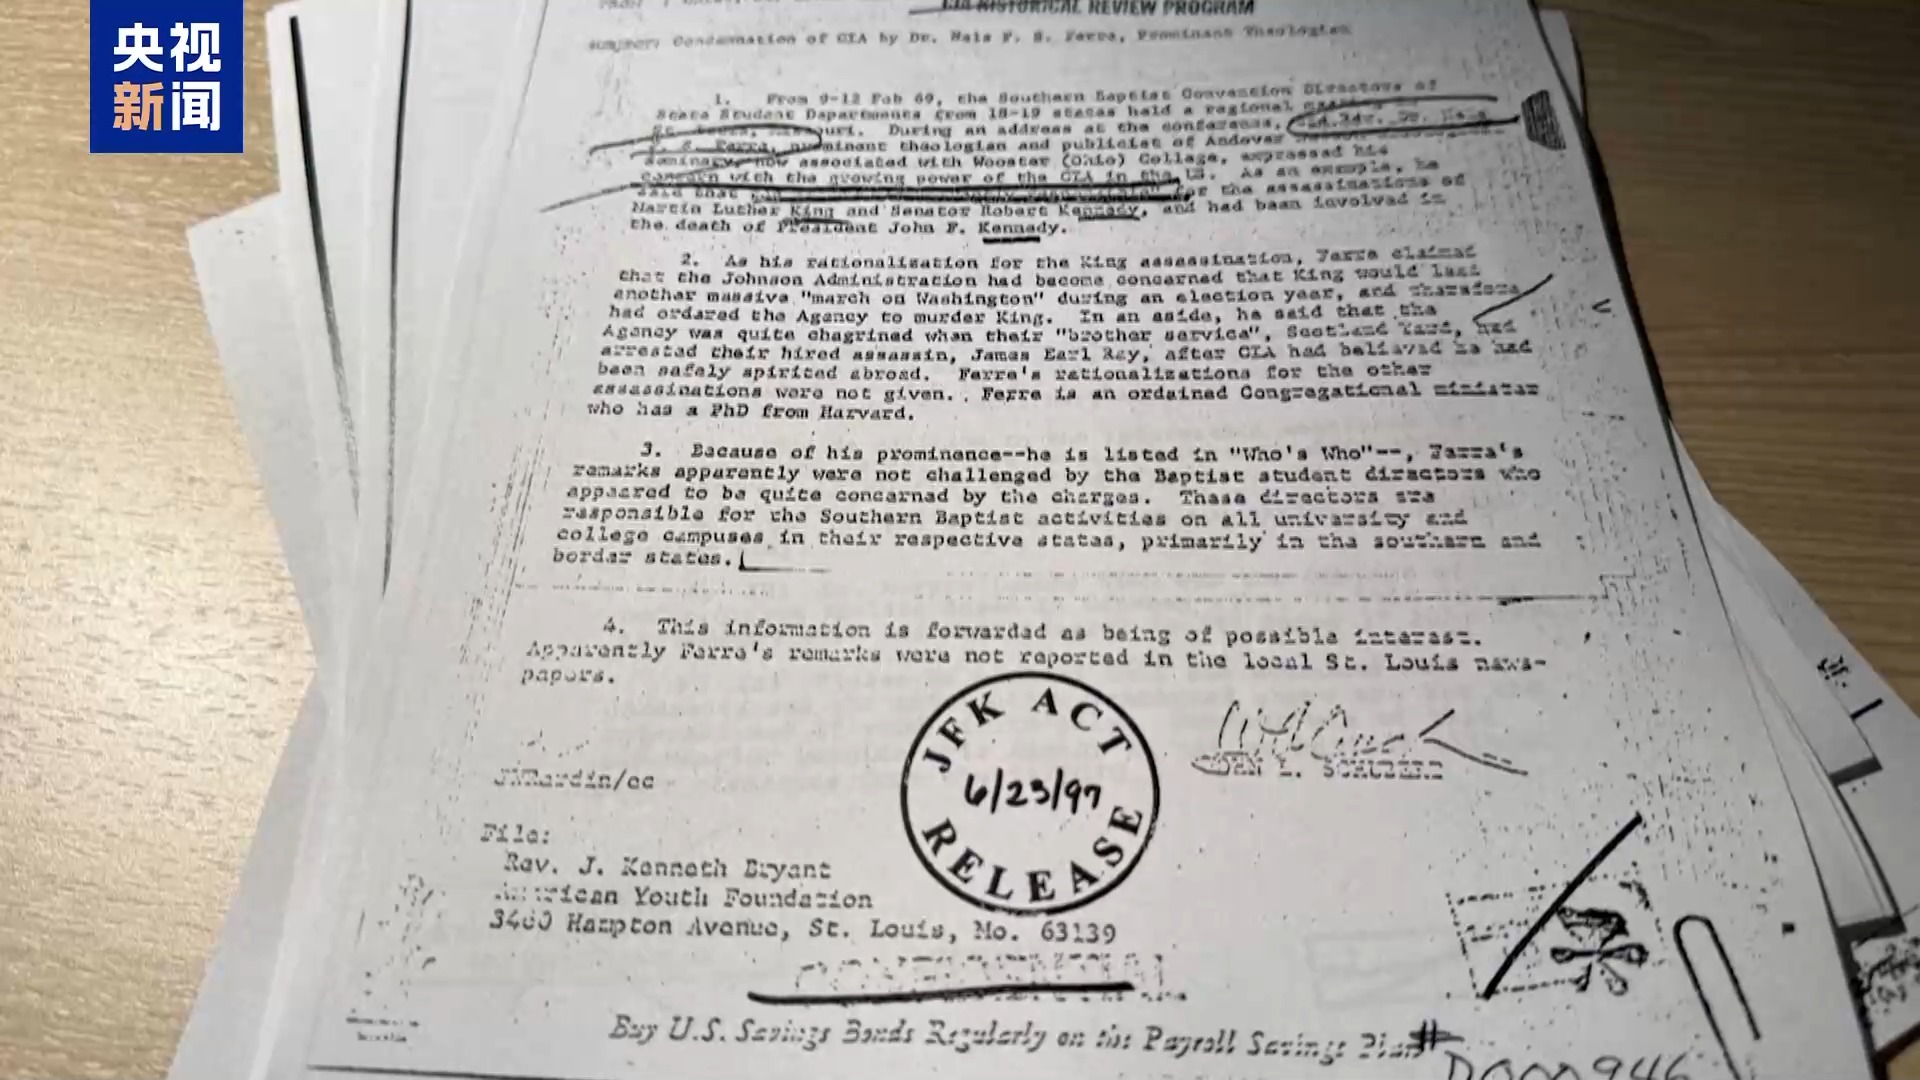 央视
新闻
CIA HISTORICAL REVIEW PROGRAM
SUBJECT: Condemnation of CIA by Dr. Nels F. S. Ferre, Prominent Theologian
1. From 9-12 Feb 69, the Southern Baptist Convention Directors of
State Student Departments from 18-19 states held a regional
St. Louis, Missouri. During an address at the conference,
F. S. Ferre, prominent theologian and publicist of Andover
Seminary, now associated with Wooster (Ohio) College, expressed his
concern with the growing power of the CIA in the US. As an example, he
said that for the assassinations of
Martin Luther King and Senator Robert Kennedy, and had been involved in
the death of President John F. Kennedy.
2. As his rationalization for the King assassination, Ferre claimed
that the Johnson Administration had become concerned that King would lead
another massive "march on Washington" during an election year, and therefore
had ordered the Agency to murder King. In an aside, he said that the
Agency was quite chagrined when their "brother service", Scotland Yard, had
arrested their hired assassin, James Earl Ray, after CIA had believed he had
been safely spirited abroad. Ferre's rationalizations for the other
assassinations were not given. Ferre is an ordained Congregational minister
who has a PhD from Harvard.
3. Because of his prominence--he is listed in "Who's Who"--, Ferre's
remarks apparently were not challenged by the Baptist student directors who
appeared to be quite concerned by the charges. These directors are
responsible for the Southern Baptist activities on all university and
college campuses in their respective states, primarily in the southern and
border states.
4. This information is forwarded as being of possible interest.
Apparently Ferre's remarks were not reported in the local St. Louis news-
papers.
JFK ACT
6/23/97
RELEASE
File:
Rev. J. Kenneth Bryant
American Youth Foundation
3460 Hampton Avenue, St. Louis, Mo. 63139
CONFIDENTIAL
Buy U.S. Savings Bonds Regularly on the Payroll Savings Plan